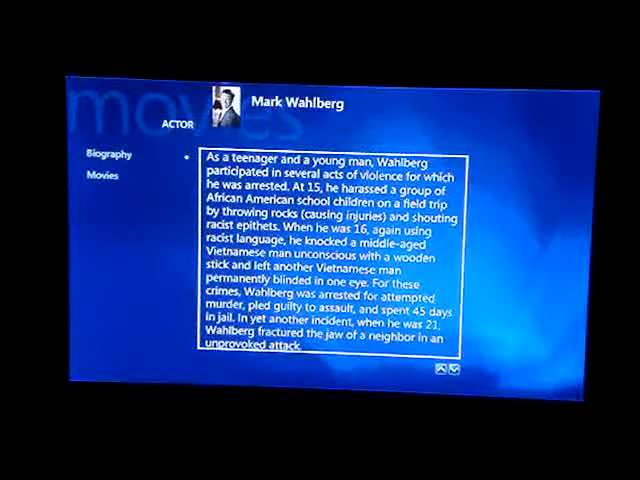 movies
Mark Wahlberg
ACTOR
Biography
Movies
As a teenager and a young man, Wahlberg
participated in several acts of violence for which
he was arrested. At 15, he harassed a group of
African American school children on a field trip
by throwing rocks (causing injuries) and shouting
racist epithets. When he was 16, again using
racist language, he knocked a middle-aged
Vietnamese man unconscious with a wooden
stick and left another Vietnamese man
permanently blinded in one eye. For these
crimes, Wahlberg was arrested for attempted
murder, pled guilty to assault, and spent 45 days
in jail. In yet another incident, when he was 21,
Wahlberg fractured the jaw of a neighbor in an
unprovoked attack.